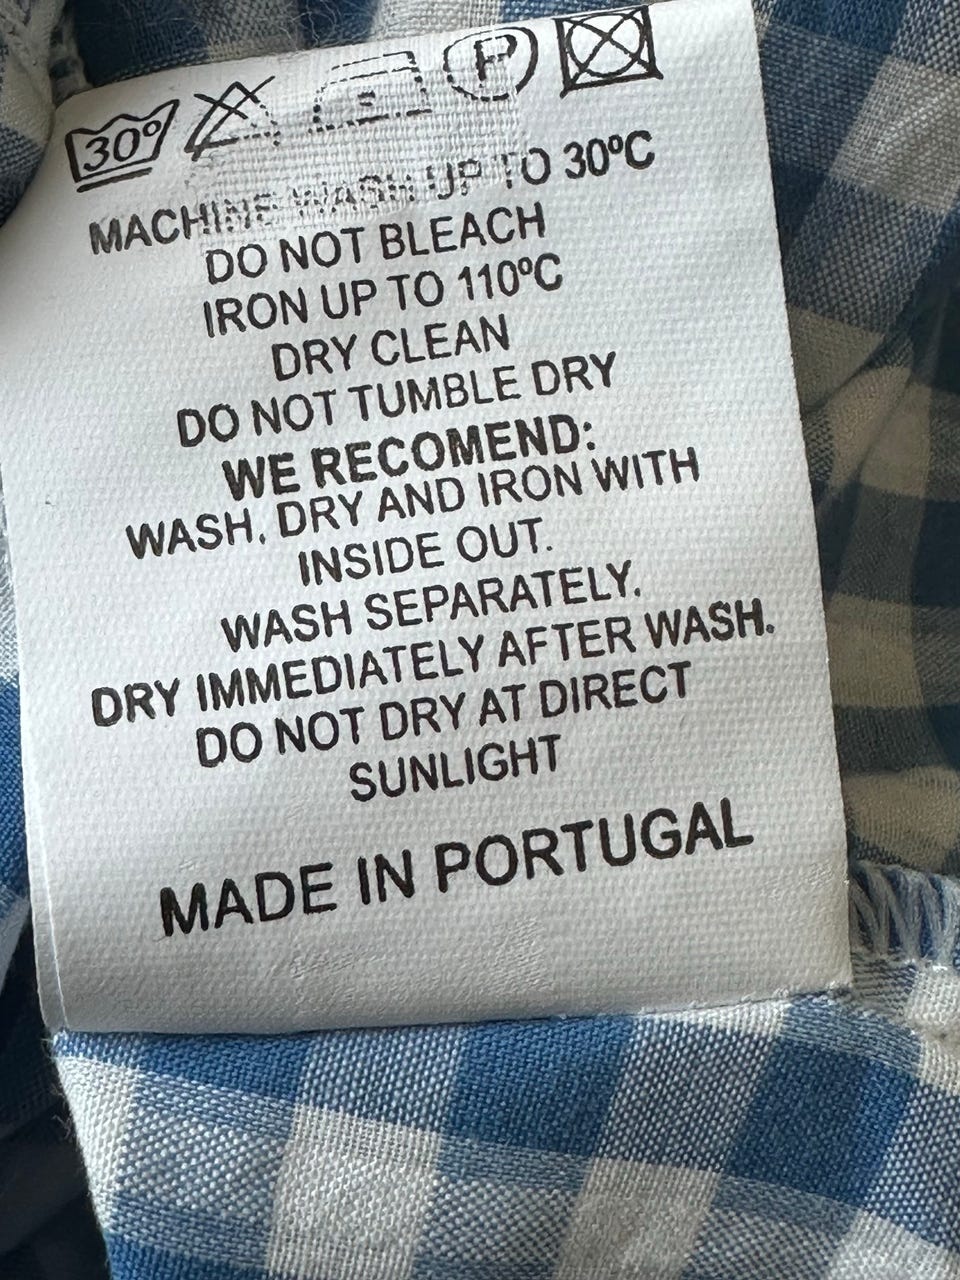 30º P
MACHINE WASH UP TO 30ºC
DO NOT BLEACH
IRON UP TO 110ºC
DRY CLEAN
DO NOT TUMBLE DRY
WE RECOMEND:
WASH, DRY AND IRON WITH
INSIDE OUT.
WASH SEPARATELY.
DRY IMMEDIATELY AFTER WASH.
DO NOT DRY AT DIRECT
SUNLIGHT
MADE IN PORTUGAL